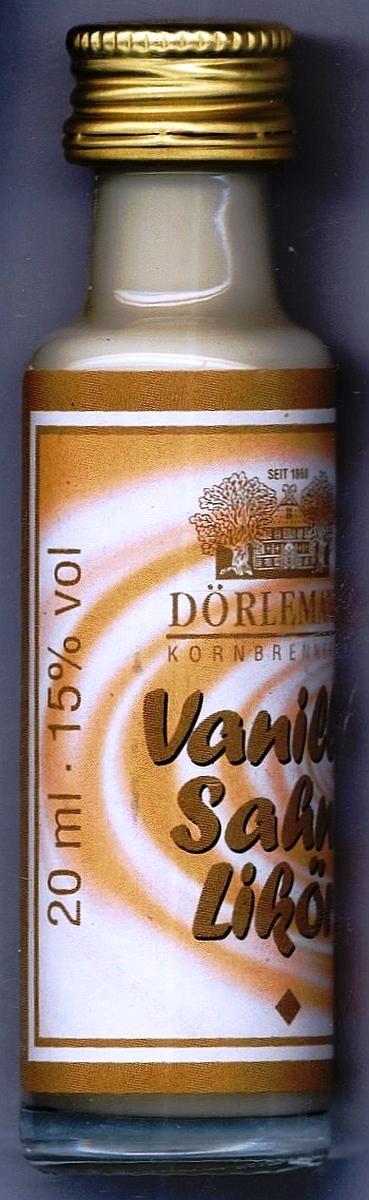 SEIT 1860
DÖRLEMA
KORNBRENNE
Vanill
Sahn
Likör
20 ml · 15% vol